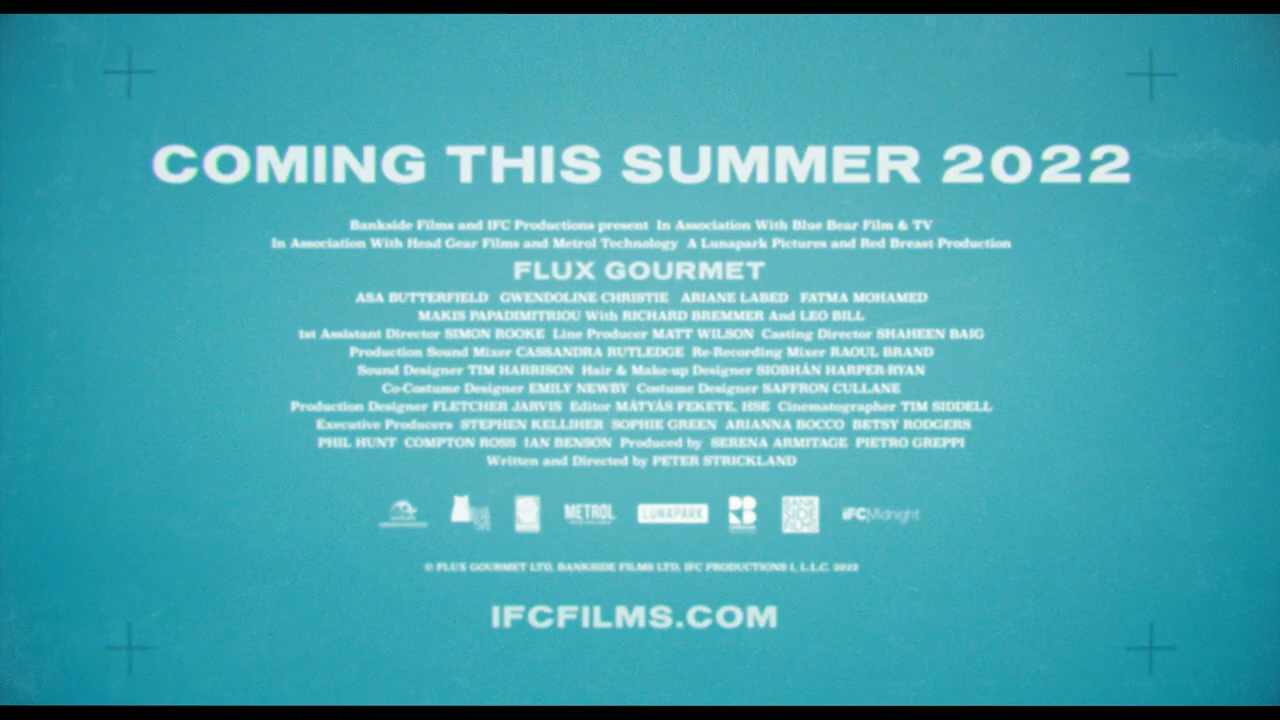 COMING THIS SUMMER 2022
Bankside Films and IFC Productions present In Association With Blue Bear Film & TV
In Association With Head Gear Films and Metrol Technology A Lunapark Pictures and Red Breast Production
FLUX GOURMET
ASA BUTTERFIELD GWENDOLINE CHRISTIE ARIANE LABED FATMA MOHAMED
MAKIS PAPADIMITRIOU With RICHARD BREMMER And LEO BILL
1st Assistant Director SIMON ROOKE Line Producer MATT WILSON Casting Director SHAHEEN BAIG
Production Sound Mixer CASSANDRA RUTLEDGE Re-Recording Mixer RAOUL BRAND
Sound Designer TIM HARRISON Hair & Make-up Designer SIOBHÁN HARPER-RYAN
Co-Costume Designer EMILY NEWBY Costume Designer SAFFRON CULLANE
Production Designer FLETCHER JARVIS Editor MÁTYÁS FEKETE, HSE Cinematographer TIM SIDDELL
Executive Producers STEPHEN KELLIHER SOPHIE GREEN ARIANNA BOCCO BETSY RODGERS
PHIL HUNT COMPTON ROSS IAN BENSON Produced by SERENA ARMITAGE PIETRO GREPPI
Written and Directed by PETER STRICKLAND
METROL LUNAPARK RB BANK SIDE FILMS IFC Midnight
© FLUX GOURMET LTD, BANKSIDE FILMS LTD, IFC PRODUCTIONS I, L.L.C. 2022
IFCFILMS.COM